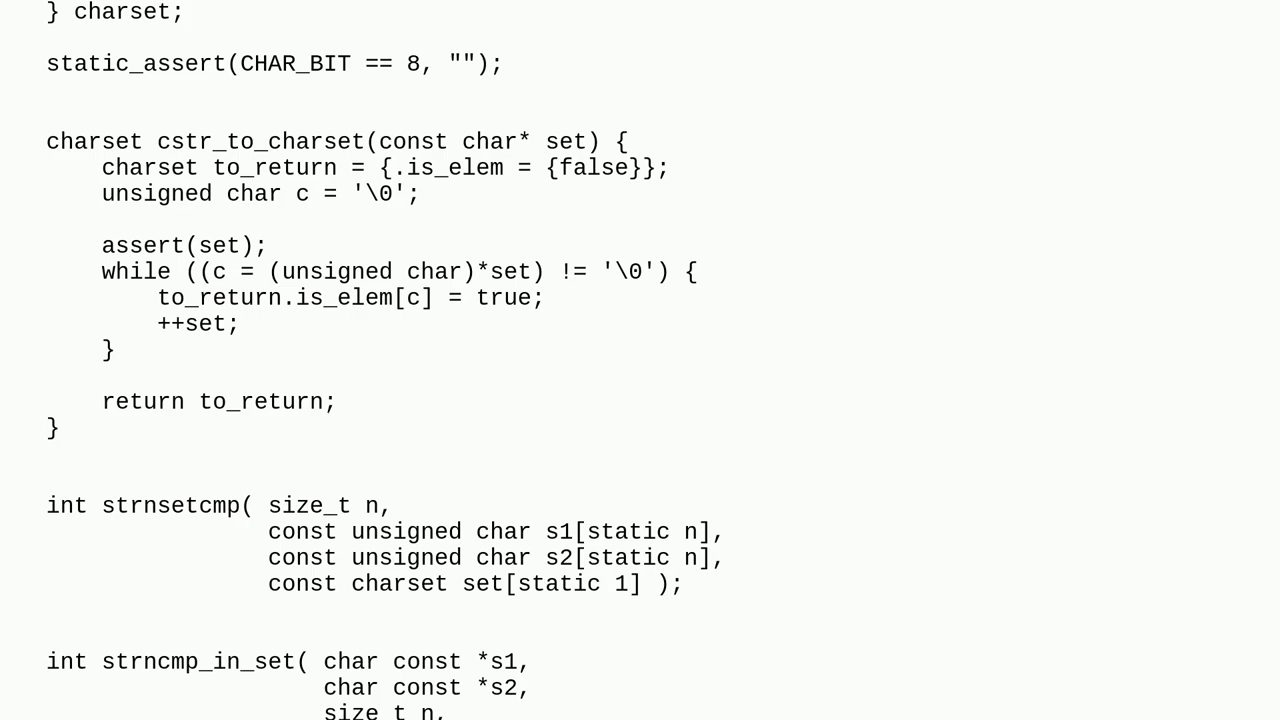 } charset;
static_assert(CHAR_BIT == 8, "");
charset cstr_to_charset(const char* set) {
    charset to_return = {.is_elem = {false}};
    unsigned char c = '\0';
    assert(set);
    while ((c = (unsigned char)*set) != '\0') {
        to_return.is_elem[c] = true;
        ++set;
    }
    return to_return;
}
int strnsetcmp( size_t n,
                const unsigned char s1[static n],
                const unsigned char s2[static n],
                const charset set[static 1] );
int strncmp_in_set( char const *s1,
                    char const *s2,
                    size_t n,